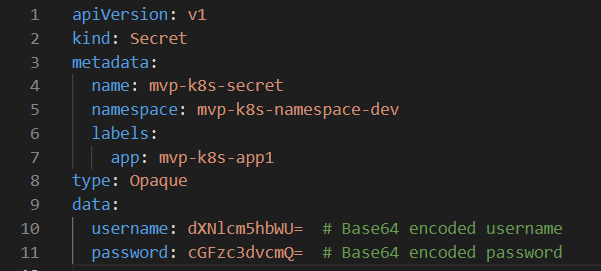 1 apiVersion: v1
2 kind: Secret
3 metadata:
4   name: mvp-k8s-secret
5   namespace: mvp-k8s-namespace-dev
6   labels:
7     app: mvp-k8s-app1
8 type: Opaque
9 data:
10   username: dXNlcm5hbWU=  # Base64 encoded username
11   password: cGFzc3dvcmQ=  # Base64 encoded password